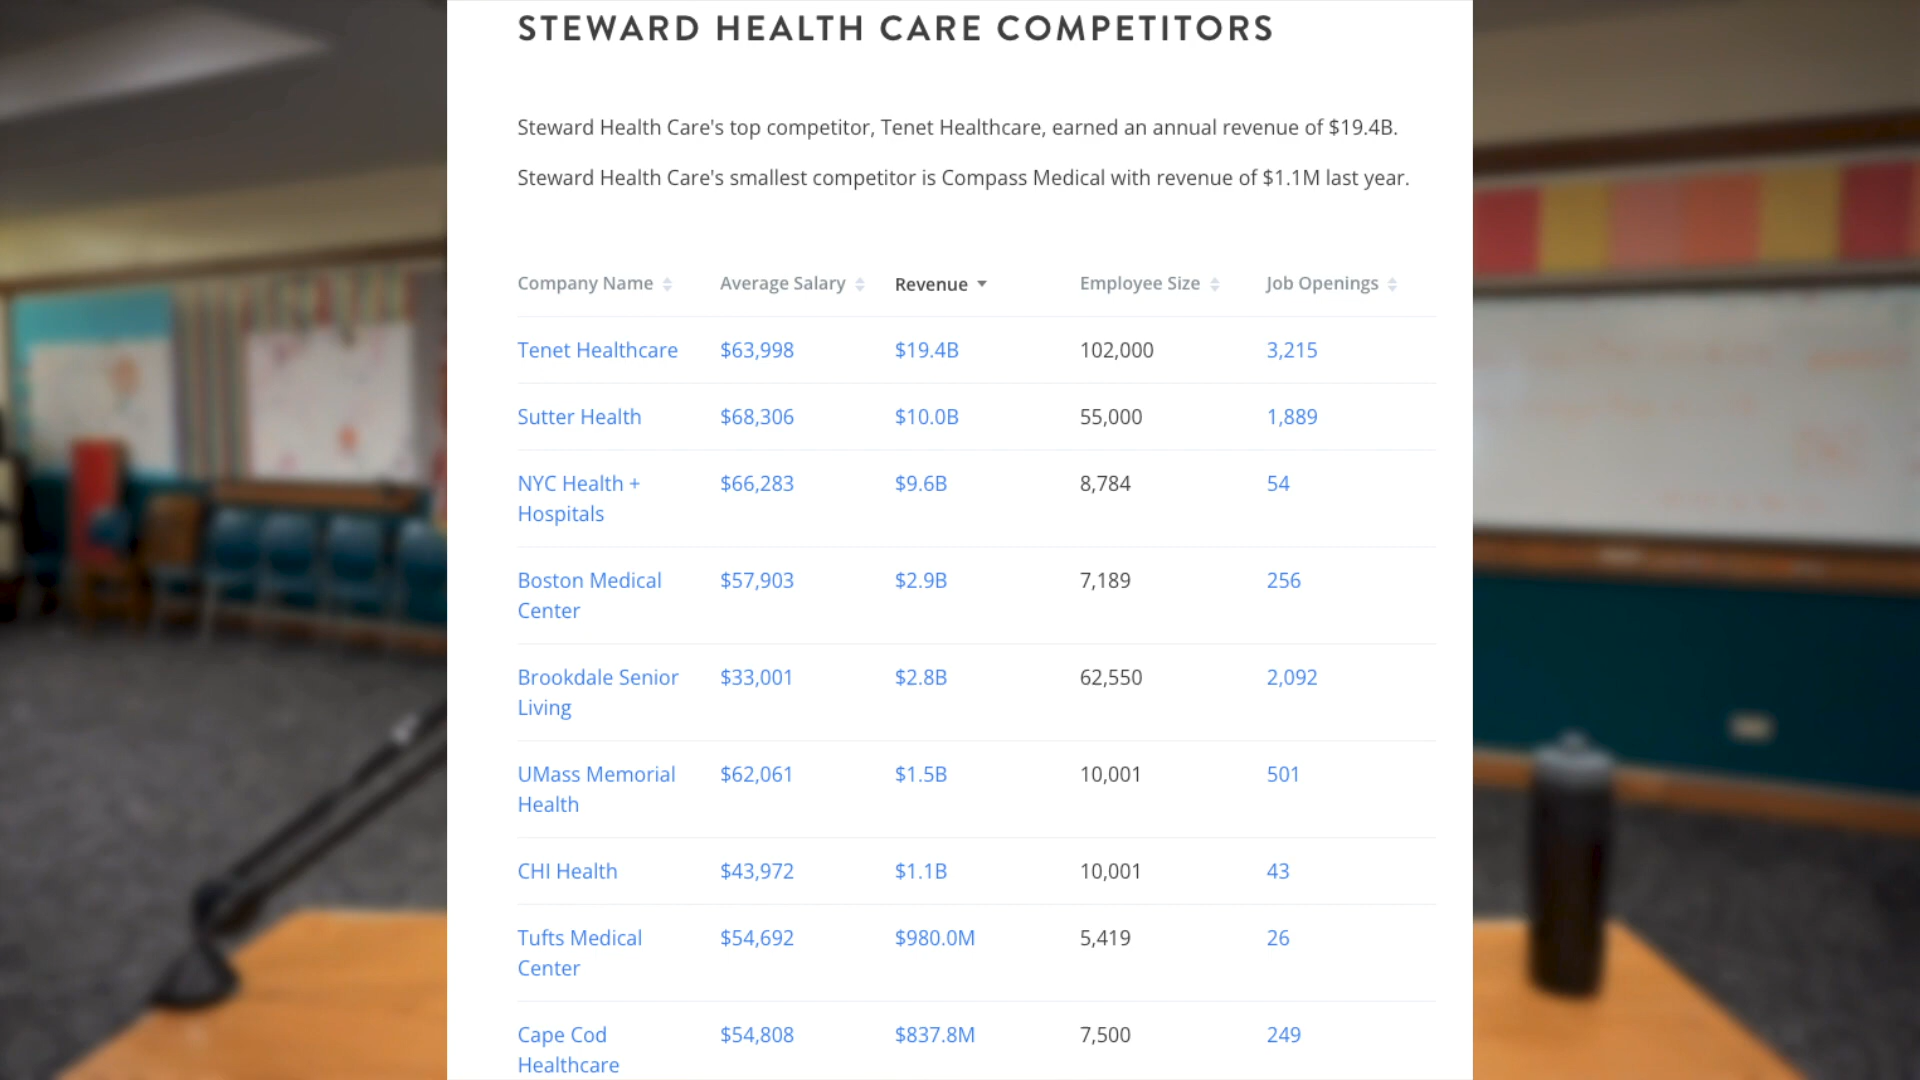 STEWARD HEALTH CARE COMPETITORS
Steward Health Care's top competitor, Tenet Healthcare, earned an annual revenue of $19.4B.
Steward Health Care's smallest competitor is Compass Medical with revenue of $1.1M last year.
Company Name Average Salary Revenue Employee Size Job Openings
Tenet Healthcare $63,998 $19.4B 102,000 3,215
Sutter Health $68,306 $10.0B 55,000 1,889
NYC Health + $66,283 $9.6B 8,784 54
Hospitals
Boston Medical $57,903 $2.9B 7,189 256
Center
Brookdale Senior $33,001 $2.8B 62,550 2,092
Living
UMass Memorial $62,061 $1.5B 10,001 501
Health
CHI Health $43,972 $1.1B 10,001 43
Tufts Medical $54,692 $980.0M 5,419 26
Center
Cape Cod $54,808 $837.8M 7,500 249
Healthcare